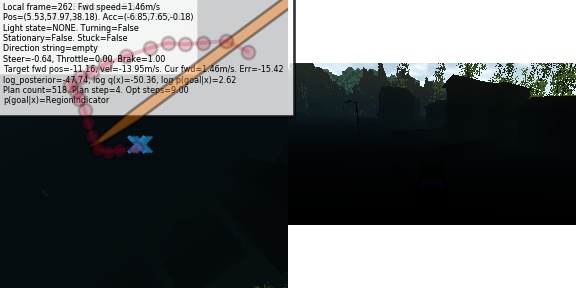 Local frame=262. Fwd speed=1.46m/s
Pos=(5.53,57.97,38.18). Acc=(-6.85,7.65,-0.18)
Light state=NONE. Turning=False
Stationary=False. Stuck=False
Direction string=empty
Steer=-0.64, Throttle=0.00, Brake=1.00
Target fwd pos=-11.16, vel=-13.95m/s. Cur fwd=1.46m/s. Err=-15.42
log_posterior=-47.74, log q(x)=-50.36, log p(goal|x)=2.62
Plan count=518. Plan step=4. Opt steps=9.00
p(goal|x)=RegionIndicator